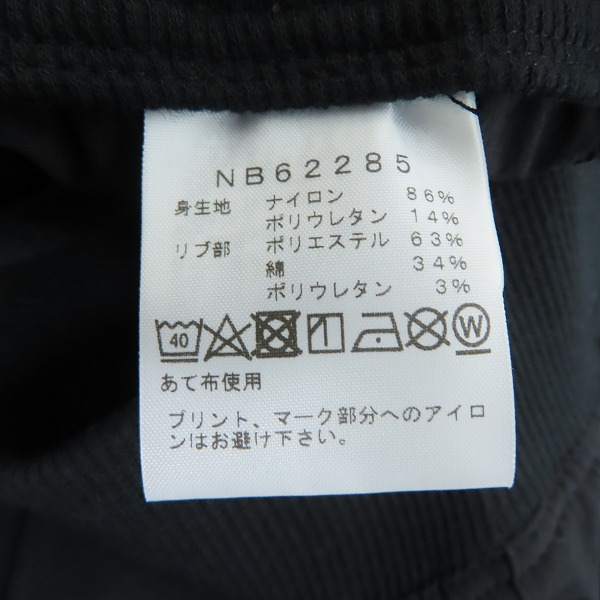 NB62285
身生地 ナイロン 86%
ポリウレタン 14%
リブ部 ポリエステル 63%
綿 34%
ポリウレタン 3%
40 W
あて布使用
プリント、マーク部分へのアイロ
ンはお避け下さい。